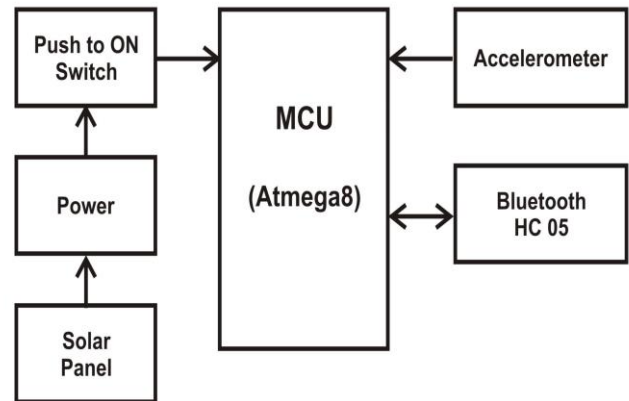 Push to ON
Switch
Power
Solar
Panel
MCU
(Atmega8)
Accelerometer
Bluetooth
HC 05